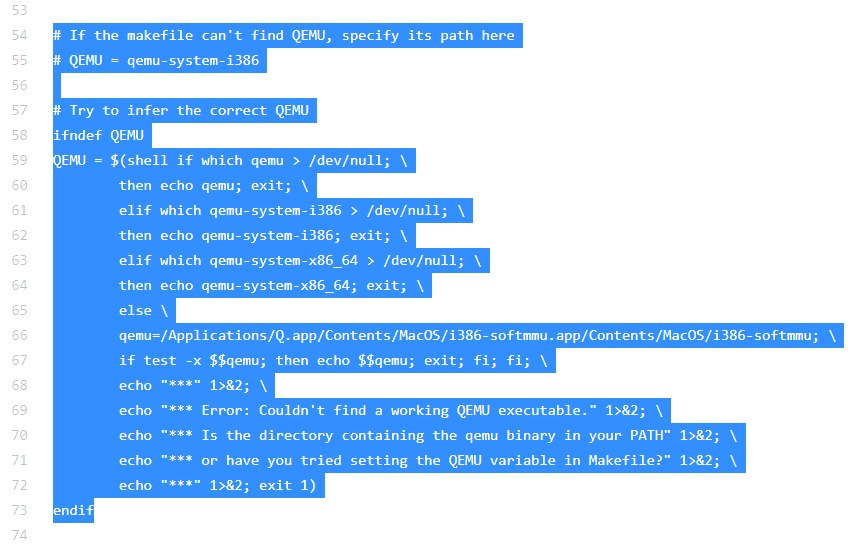 53
54 # If the makefile can't find QEMU, specify its path here
55 # QEMU = qemu-system-i386
56
57 # Try to infer the correct QEMU
58 ifndef QEMU
59 QEMU = $(shell if which qemu > /dev/null; \
60 then echo qemu; exit; \
61 elif which qemu-system-i386 > /dev/null; \
62 then echo qemu-system-i386; exit; \
63 elif which qemu-system-x86_64 > /dev/null; \
64 then echo qemu-system-x86_64; exit; \
65 else \
66 qemu=/Applications/Q.app/Contents/MacOS/i386-softmmu.app/Contents/MacOS/i386-softmmu; \
67 if test -x $$qemu; then echo $$qemu; exit; fi; fi; \
68 echo "***" 1>&2; \
69 echo "*** Error: Couldn't find a working QEMU executable." 1>&2; \
70 echo "*** Is the directory containing the qemu binary in your PATH" 1>&2; \
71 echo "*** or have you tried setting the QEMU variable in Makefile?" 1>&2; \
72 echo "***" 1>&2; exit 1)
73 endif
74